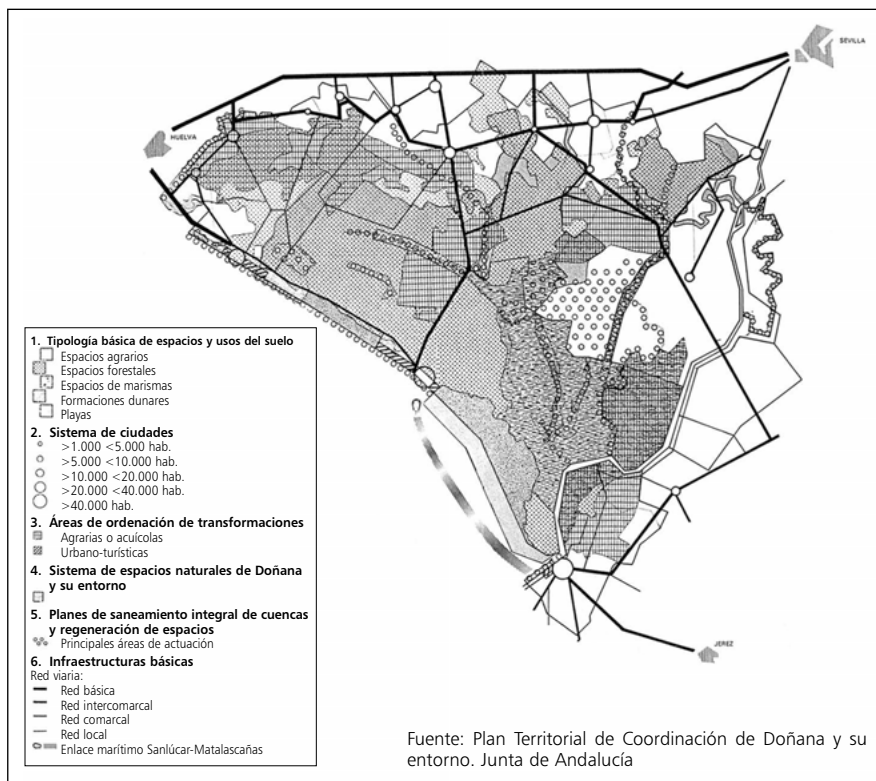 SEVILLA
HUELVA
1. Tipología básica de espacios y usos del suelo
Espacios agrarios
Espacios forestales
Espacios de marismas
Formaciones dunares
Playas
2. Sistema de ciudades
>1.000 <5.000 hab.
>5.000 <10.000 hab.
>10.000 <20.000 hab.
>20.000 <40.000 hab.
>40.000 hab.
3. Áreas de ordenación de transformaciones
Agrarias o acuícolas
Urbano-turísticas
4. Sistema de espacios naturales de Doñana
y su entorno
5. Planes de saneamiento integral de cuencas
y regeneración de espacios
Principales áreas de actuación
6. Infraestructuras básicas
Red viaria:
Red básica
Red intercomarcal
Red comarcal
Red local
Enlace marítimo Sanlúcar-Matalascañas
JEREZ
Fuente: Plan Territorial de Coordinación de Doñana y su
entorno. Junta de Andalucía